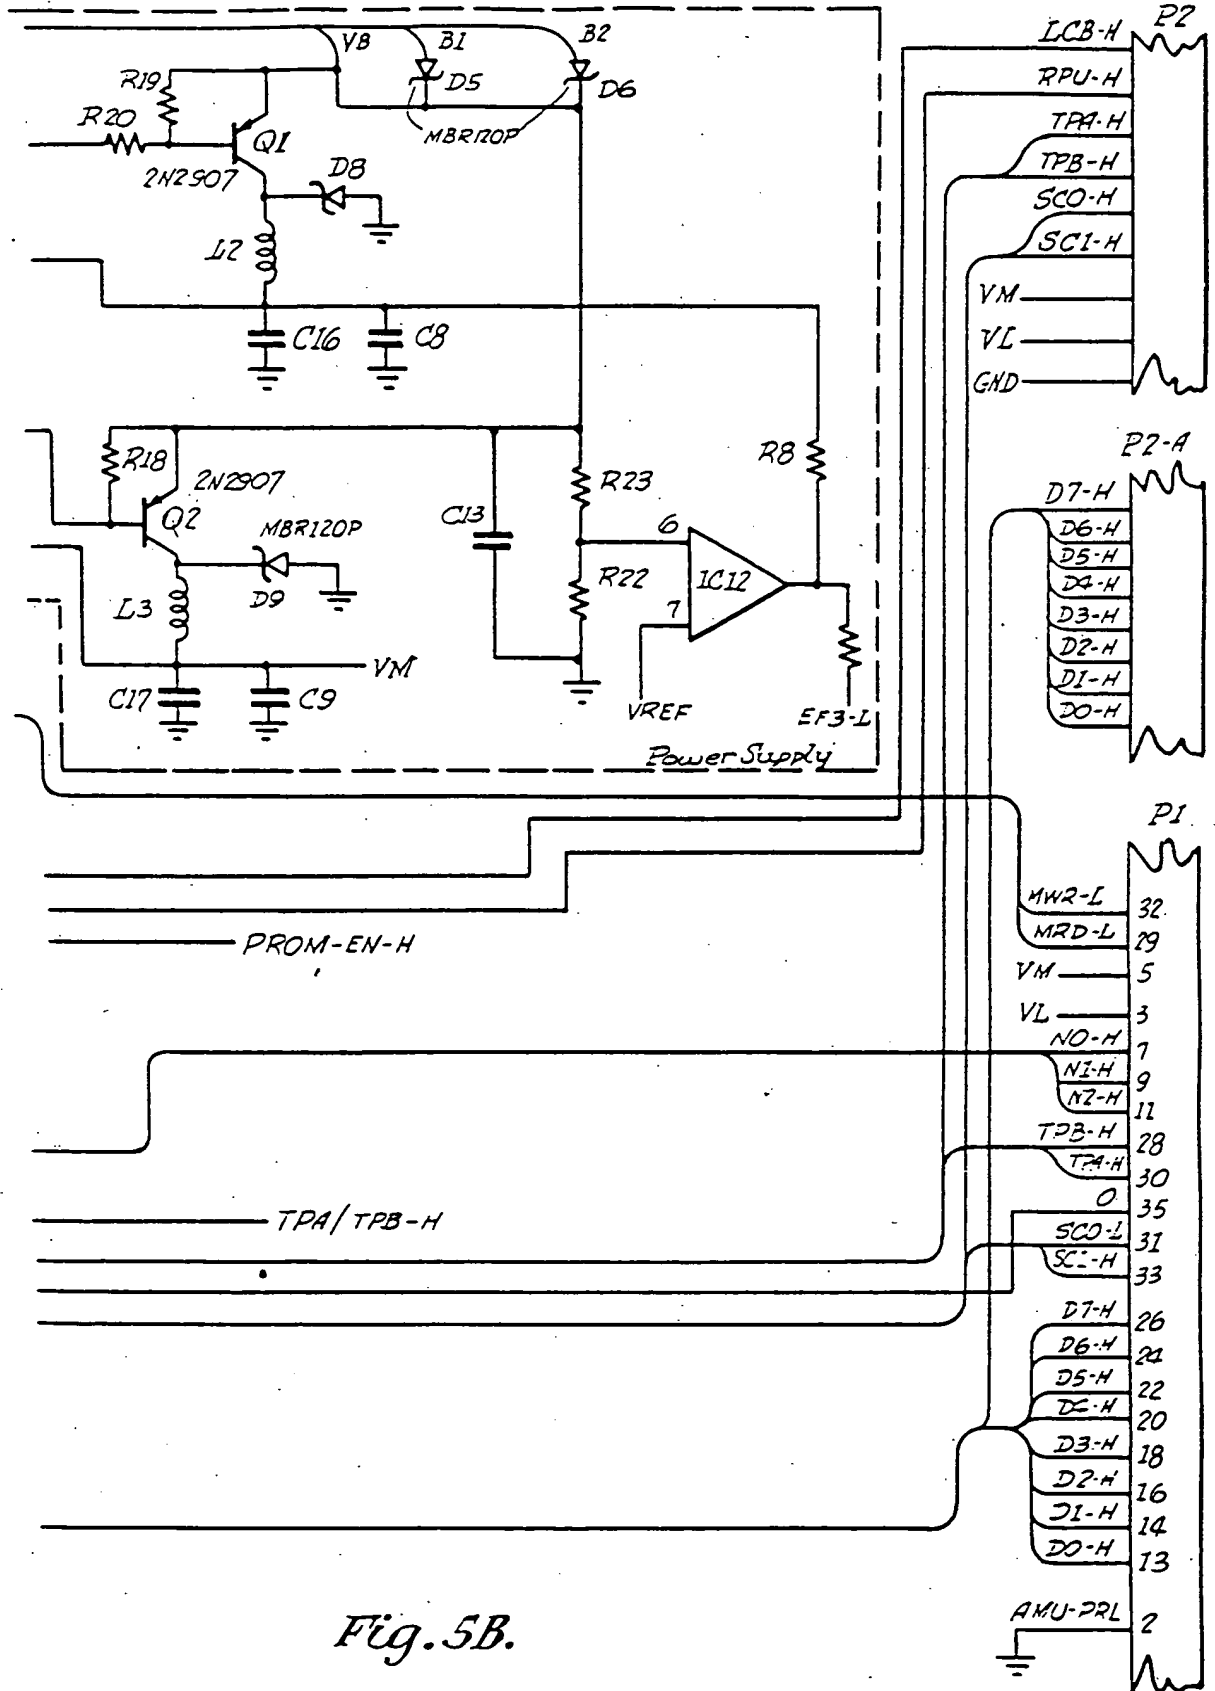 P2
LCB-H
RPU-H
TPA-H
TPB-H
SC0-H
SC1-H
VM
VL
GND
VB
B1
B2
D5
D6
MBR120P
R19
R20
Q1
2N2907
D8
L2
C16
C8
R18
2N2907
Q2
MBR120P
D9
L3
C17
C9
VM
C13
R23
R22
6
7
IC12
R8
VREF
EF3-L
Power Supply
P2-A
D7-H
D6-H
D5-H
D4-H
D3-H
D2-H
D1-H
D0-H
P1
MWR-L 32
MRD-L 29
VM 5
VL 3
N0-H 7
N1-H 9
N2-H 11
TPB-H 28
TPA-H 30
0 35
SC0-L 31
SC1-H 33
D7-H 26
D6-H 24
D5-H 22
D4-H 20
D3-H 18
D2-H 16
D1-H 14
D0-H 13
AMU-PRL 2
PROM-EN-H
TPA/TPB-H
Fig. 5B.